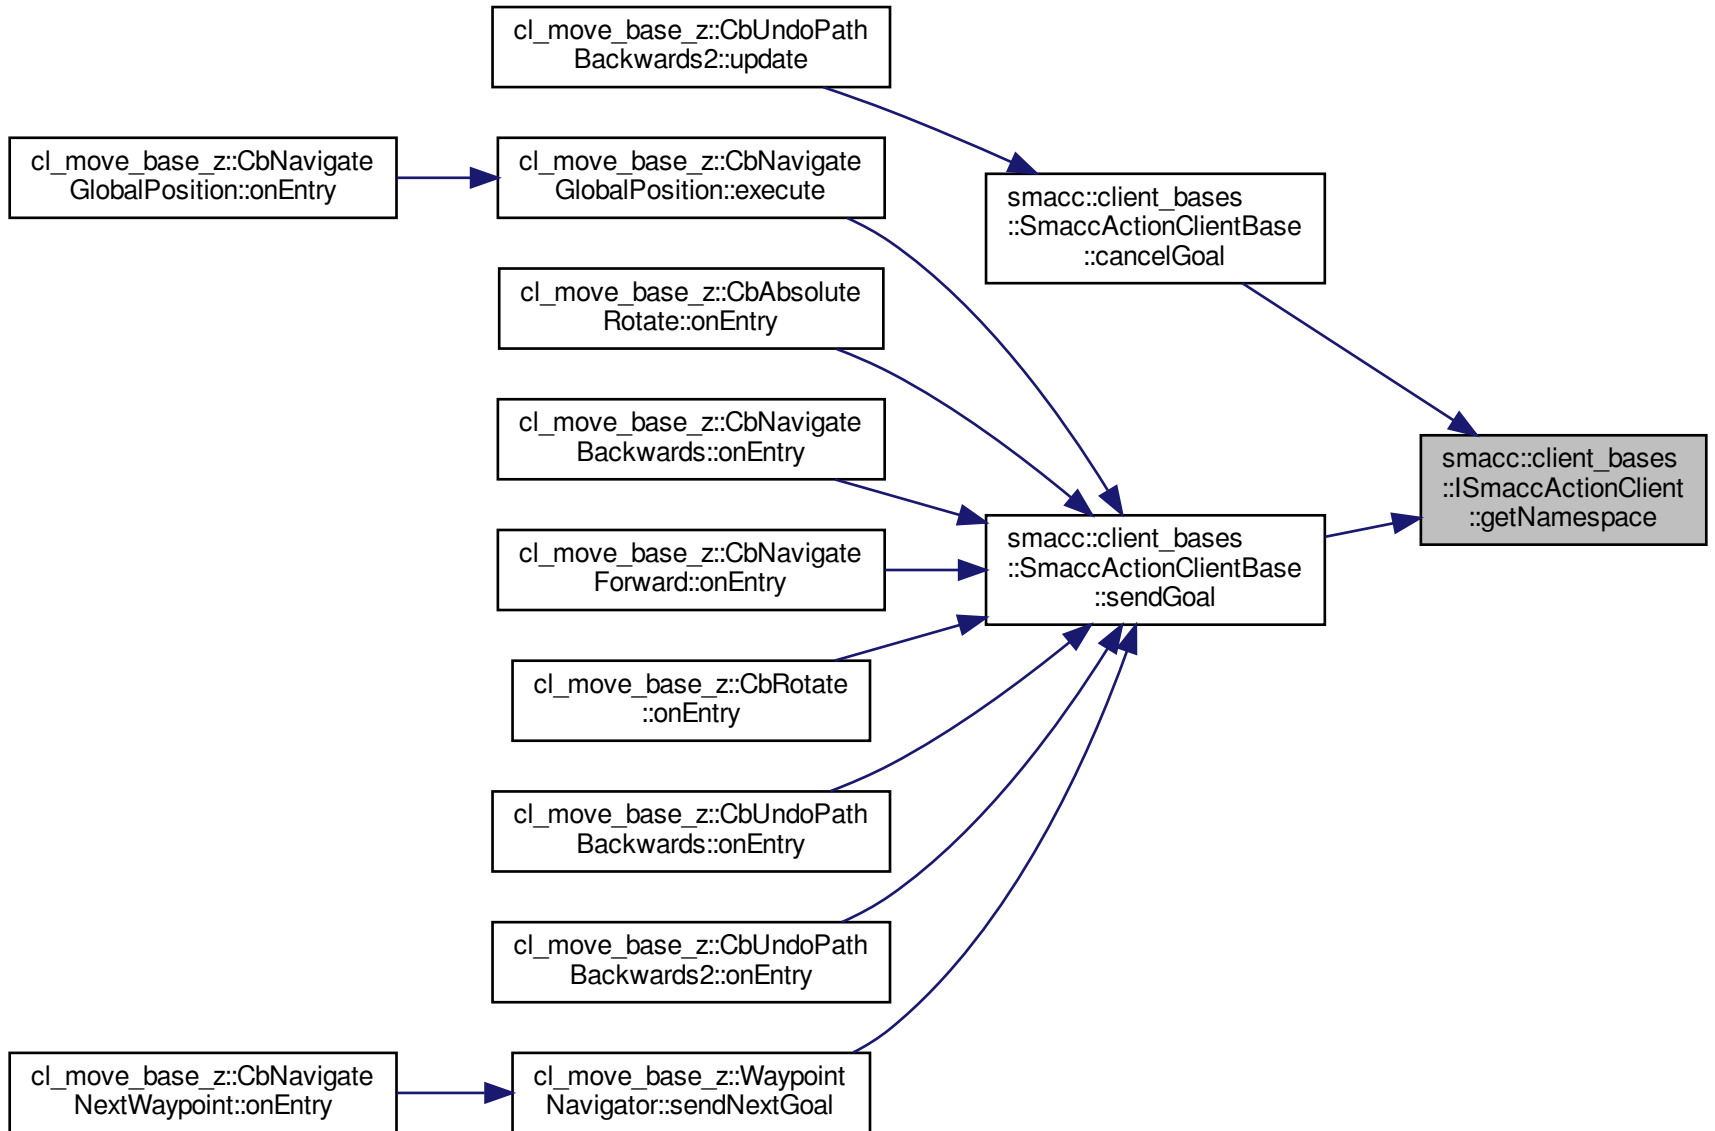 cl_move_base_z::CbUndoPath
Backwards2::update
cl_move_base_z::CbNavigate
GlobalPosition::onEntry
cl_move_base_z::CbNavigate
GlobalPosition::execute
smacc::client_bases
::SmaccActionClientBase
::cancelGoal
cl_move_base_z::CbAbsolute
Rotate::onEntry
cl_move_base_z::CbNavigate
Backwards::onEntry
smacc::client_bases
::ISmaccActionClient
::getNamespace
cl_move_base_z::CbNavigate
Forward::onEntry
smacc::client_bases
::SmaccActionClientBase
::sendGoal
cl_move_base_z::CbRotate
::onEntry
cl_move_base_z::CbUndoPath
Backwards::onEntry
cl_move_base_z::CbUndoPath
Backwards2::onEntry
cl_move_base_z::CbNavigate
NextWaypoint::onEntry
cl_move_base_z::Waypoint
Navigator::sendNextGoal